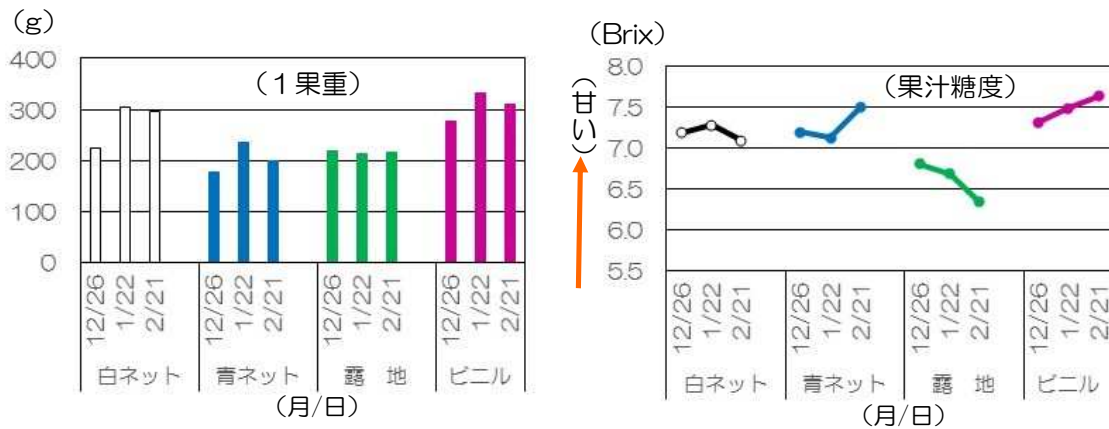 (g)
(1果重)
400
300
200
100
0
12/26
1/22
2/21
12/26
1/22
2/21
12/26
1/22
2/21
12/26
1/22
2/21
白ネット
青ネット
露 地
ビニル
(月/日)
(Brix)
(果汁糖度)
(甘い)
8.0
7.5
7.0
6.5
6.0
5.5
12/26
1/22
2/21
12/26
1/22
2/21
12/26
1/22
2/21
12/26
1/22
2/21
白ネット
青ネット
露 地
ビニル
(月/日)